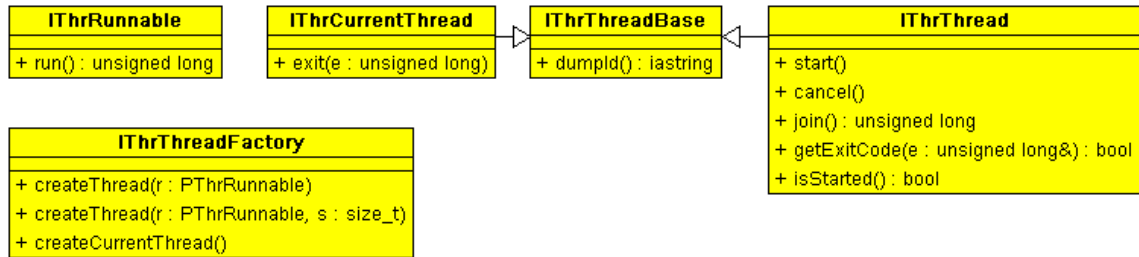 IThrRunnable
+ run() : unsigned long
IThrCurrentThread
+ exit(e : unsigned long)
IThrThreadBase
+ dumpId() : iastring
IThrThread
+ start()
+ cancel()
+ join() : unsigned long
+ getExitCode(e : unsigned long&) : bool
+ isStarted() : bool
IThrThreadFactory
+ createThread(r : PThrRunnable)
+ createThread(r : PThrRunnable, s : size_t)
+ createCurrentThread()